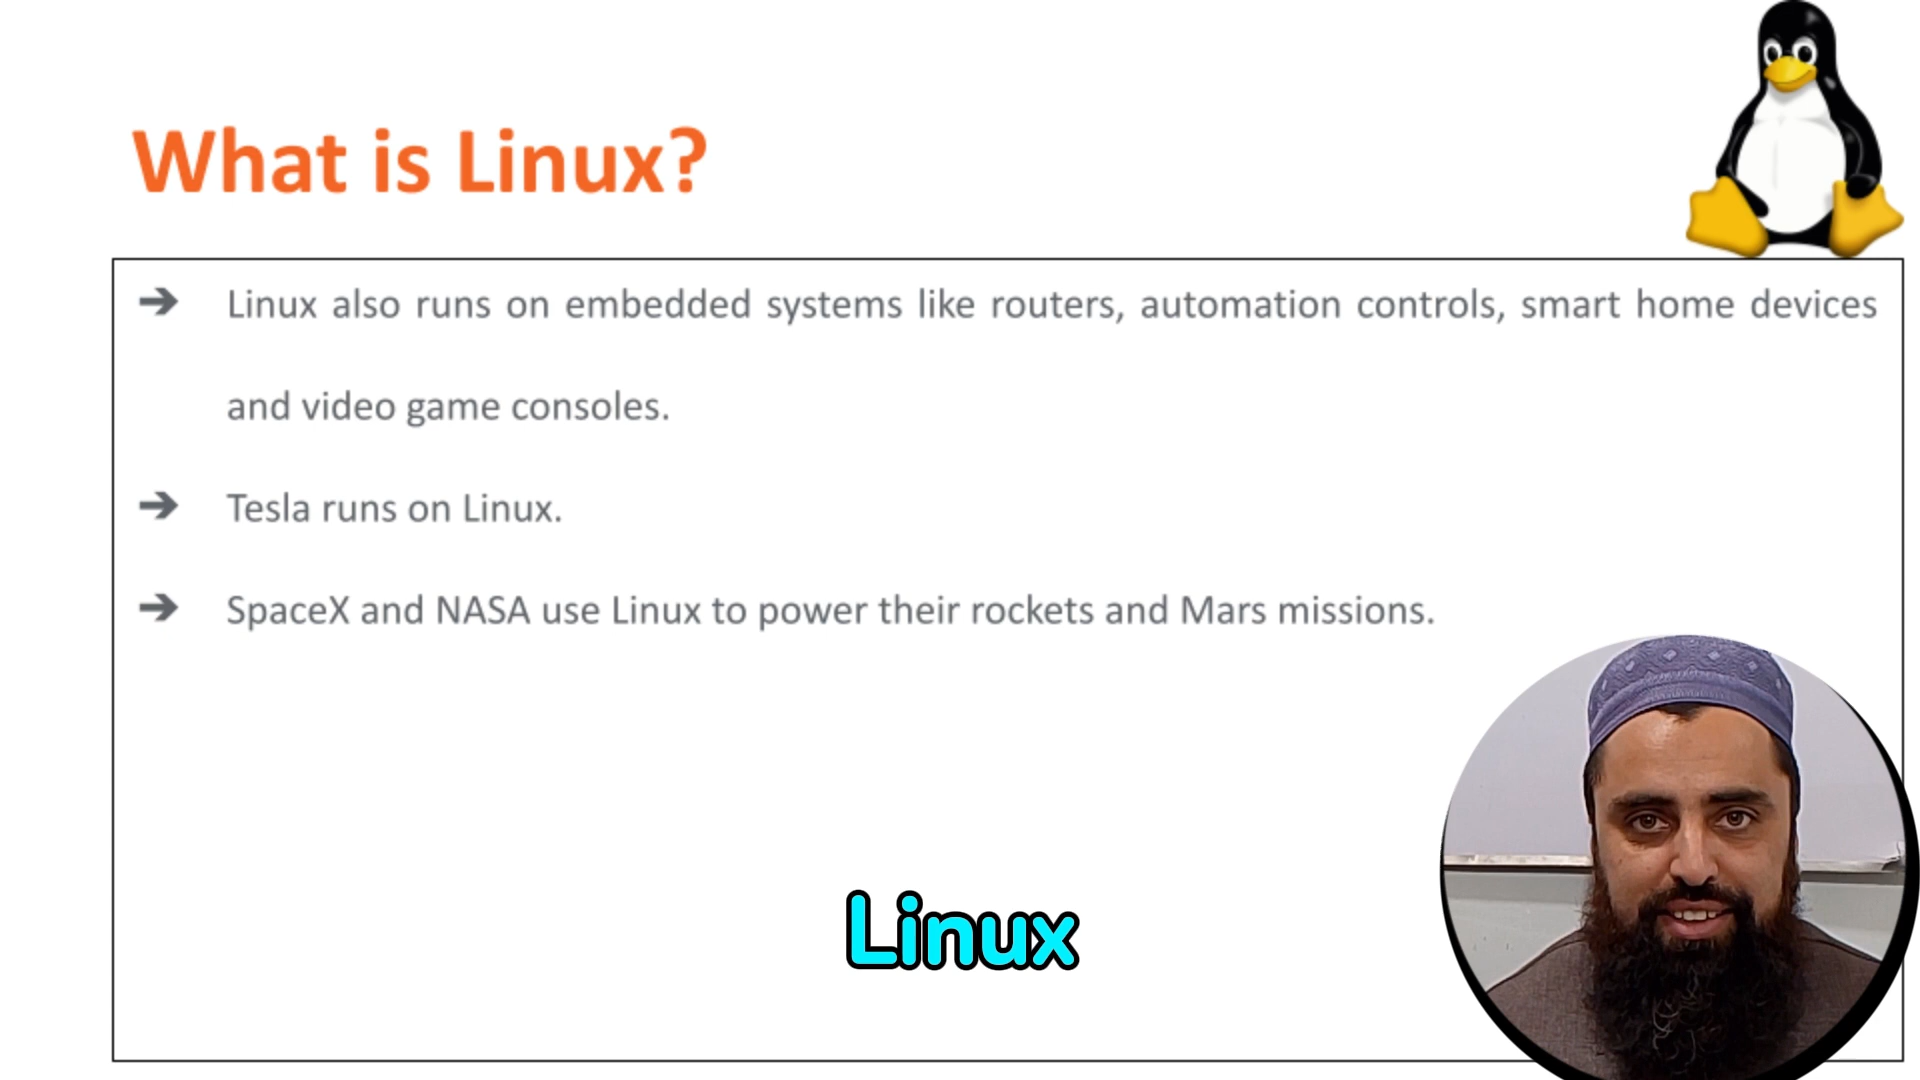 What is Linux?
➔ Linux also runs on embedded systems like routers, automation controls, smart home devices
and video game consoles.
➔ Tesla runs on Linux.
➔ SpaceX and NASA use Linux to power their rockets and Mars missions.
Linux